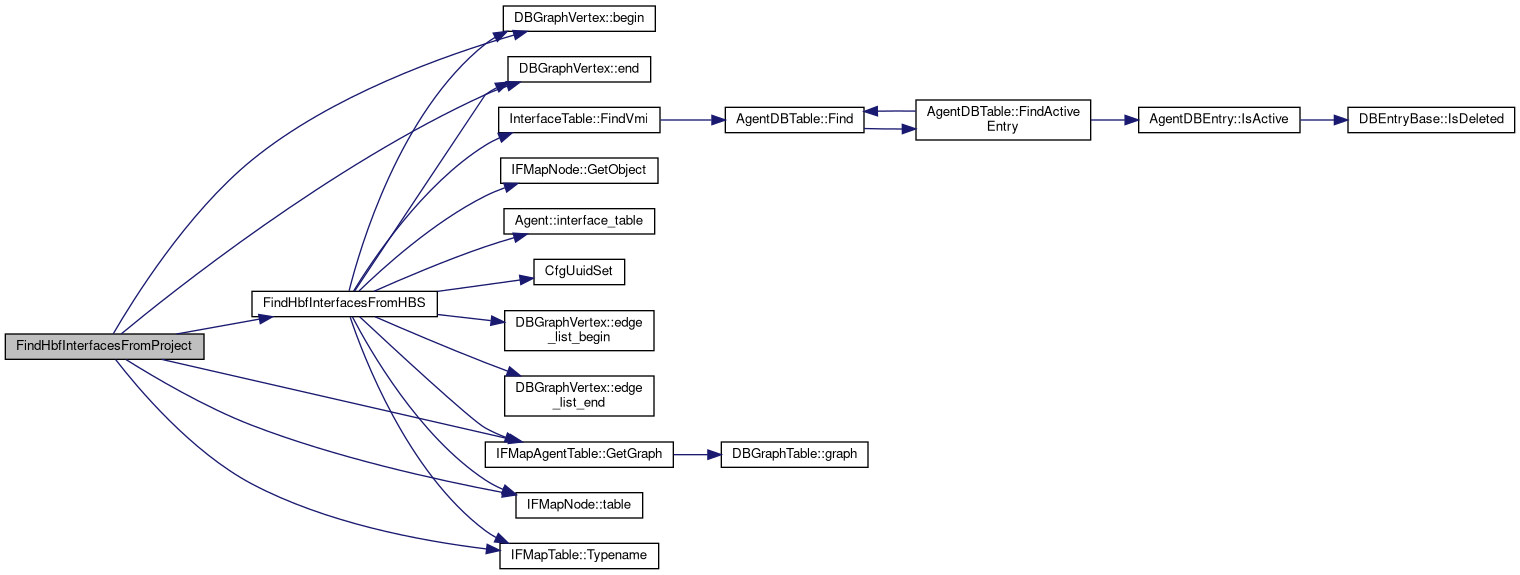 DBGraphVertex::begin
DBGraphVertex::end
InterfaceTable::FindVmi
AgentDBTable::Find
AgentDBTable::FindActive
Entry
AgentDBEntry::IsActive
DBEntryBase::IsDeleted
IFMapNode::GetObject
Agent::interface_table
CfgUuidSet
FindHbfInterfacesFromHBS
DBGraphVertex::edge
_list_begin
FindHbfInterfacesFromProject
DBGraphVertex::edge
_list_end
IFMapAgentTable::GetGraph
DBGraphTable::graph
IFMapNode::table
IFMapTable::Typename